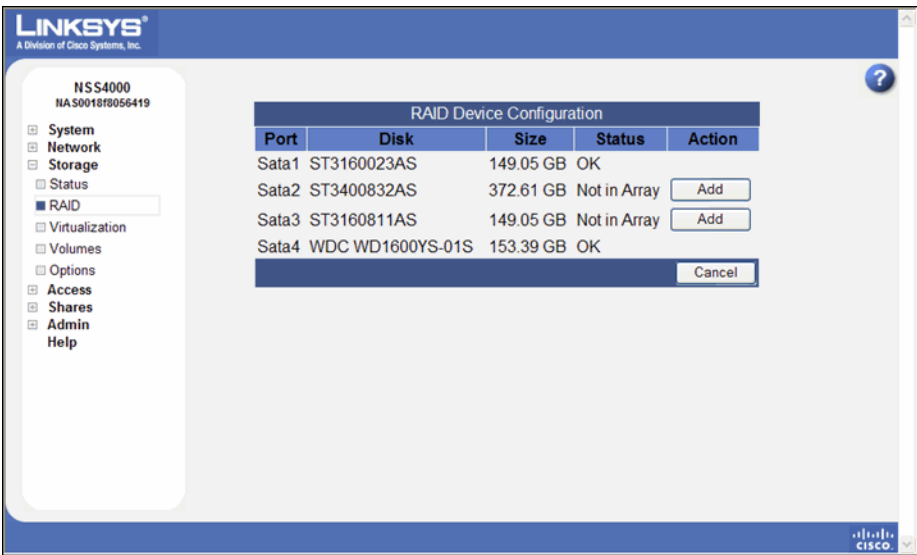 LINKSYS®
A Division of Cisco Systems, Inc.
NSS4000
NAS0018f8056419
System
Network
Storage
Status
RAID
Virtualization
Volumes
Options
Access
Shares
Admin
Help
?
RAID Device Configuration
Port Disk Size Status Action
Sata1 ST3160023AS 149.05 GB OK
Sata2 ST3400832AS 372.61 GB Not in Array Add
Sata3 ST3160811AS 149.05 GB Not in Array Add
Sata4 WDC WD1600YS-01S 153.39 GB OK
Cancel
CISCO.